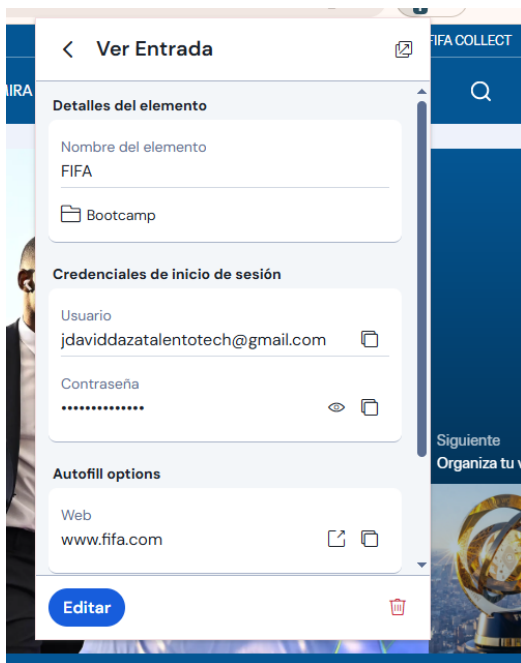 Ver Entrada
FIFA COLLECT
Detalles del elemento
Nombre del elemento
FIFA
Bootcamp
Credenciales de inicio de sesión
Usuario
jdaviddazatalentotech@gmail.com
Contraseña
••••••••••••••
Siguiente
Organiza tu
Autofill options
Web
www.fifa.com
Editar